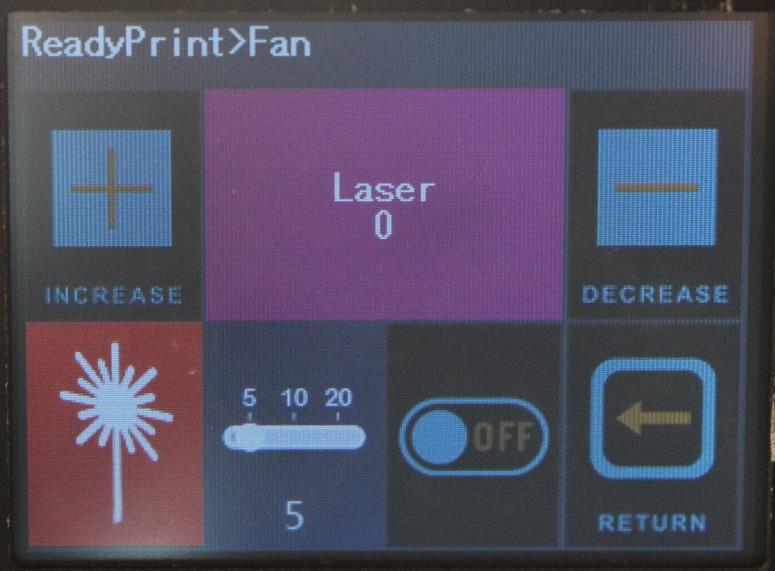 ReadyPrint>Fan
Laser
0
INCREASE
DECREASE
5 10 20
OFF
5
RETURN